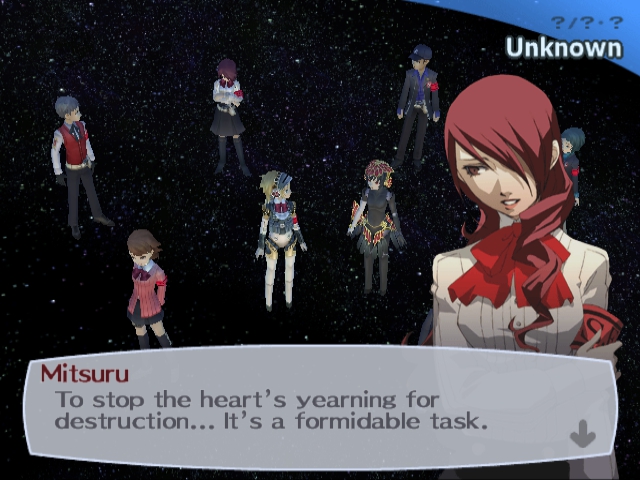 ?/?・?
Unknown
Mitsuru
To stop the heart's yearning for
destruction... It's a formidable task.